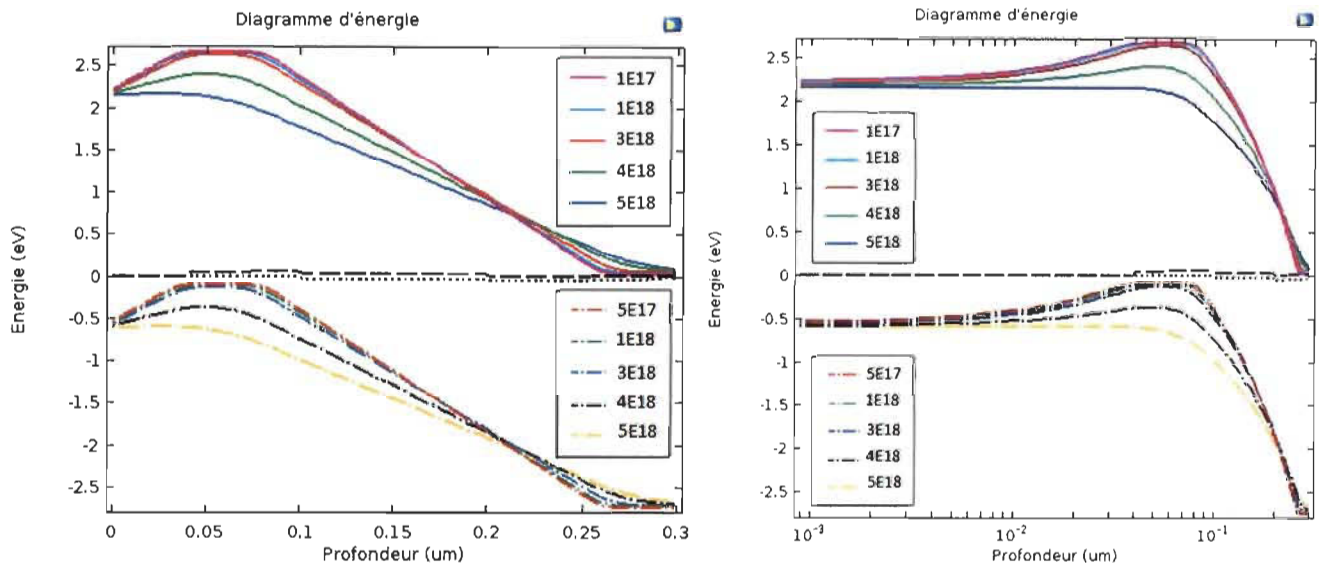 Diagramme d'énergie
Energie (eV)
2.5
2
1.5
1
0.5
0
-0.5
-1
-1.5
-2
-2.5
1E17
1E18
3E18
4E18
5E18
5E17
1E18
3E18
4E18
5E18
0
0.05
0.1
0.15
0.2
0.25
0.3
Profondeur (um)
Diagramme d'énergie
Energie (eV)
2.5
2
1.5
1
0.5
0
-0.5
-1
-1.5
-2
-2.5
1E17
1E18
3E18
4E18
5E18
5E17
1E18
3E18
4E18
5E18
10⁻³
10⁻²
10⁻¹
Profondeur (um)